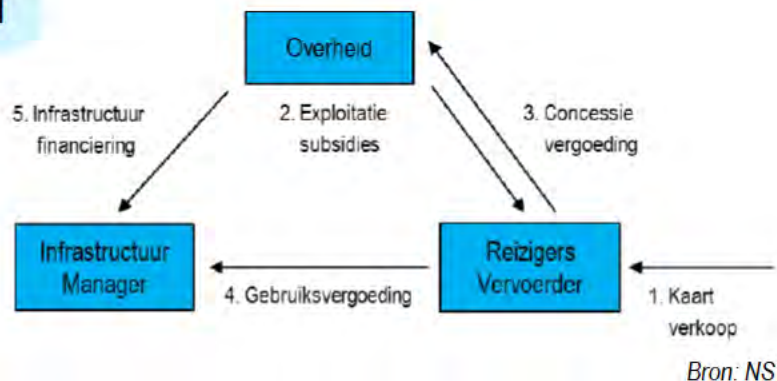 Overheid
5. Infrastructuur
financiering
2. Exploitatie
subsidies
3. Concessie
vergoeding
Infrastructuur
Manager
4. Gebruiksvergoeding
Reizigers
Vervoerder
1. Kaart
verkoop
Bron: NS